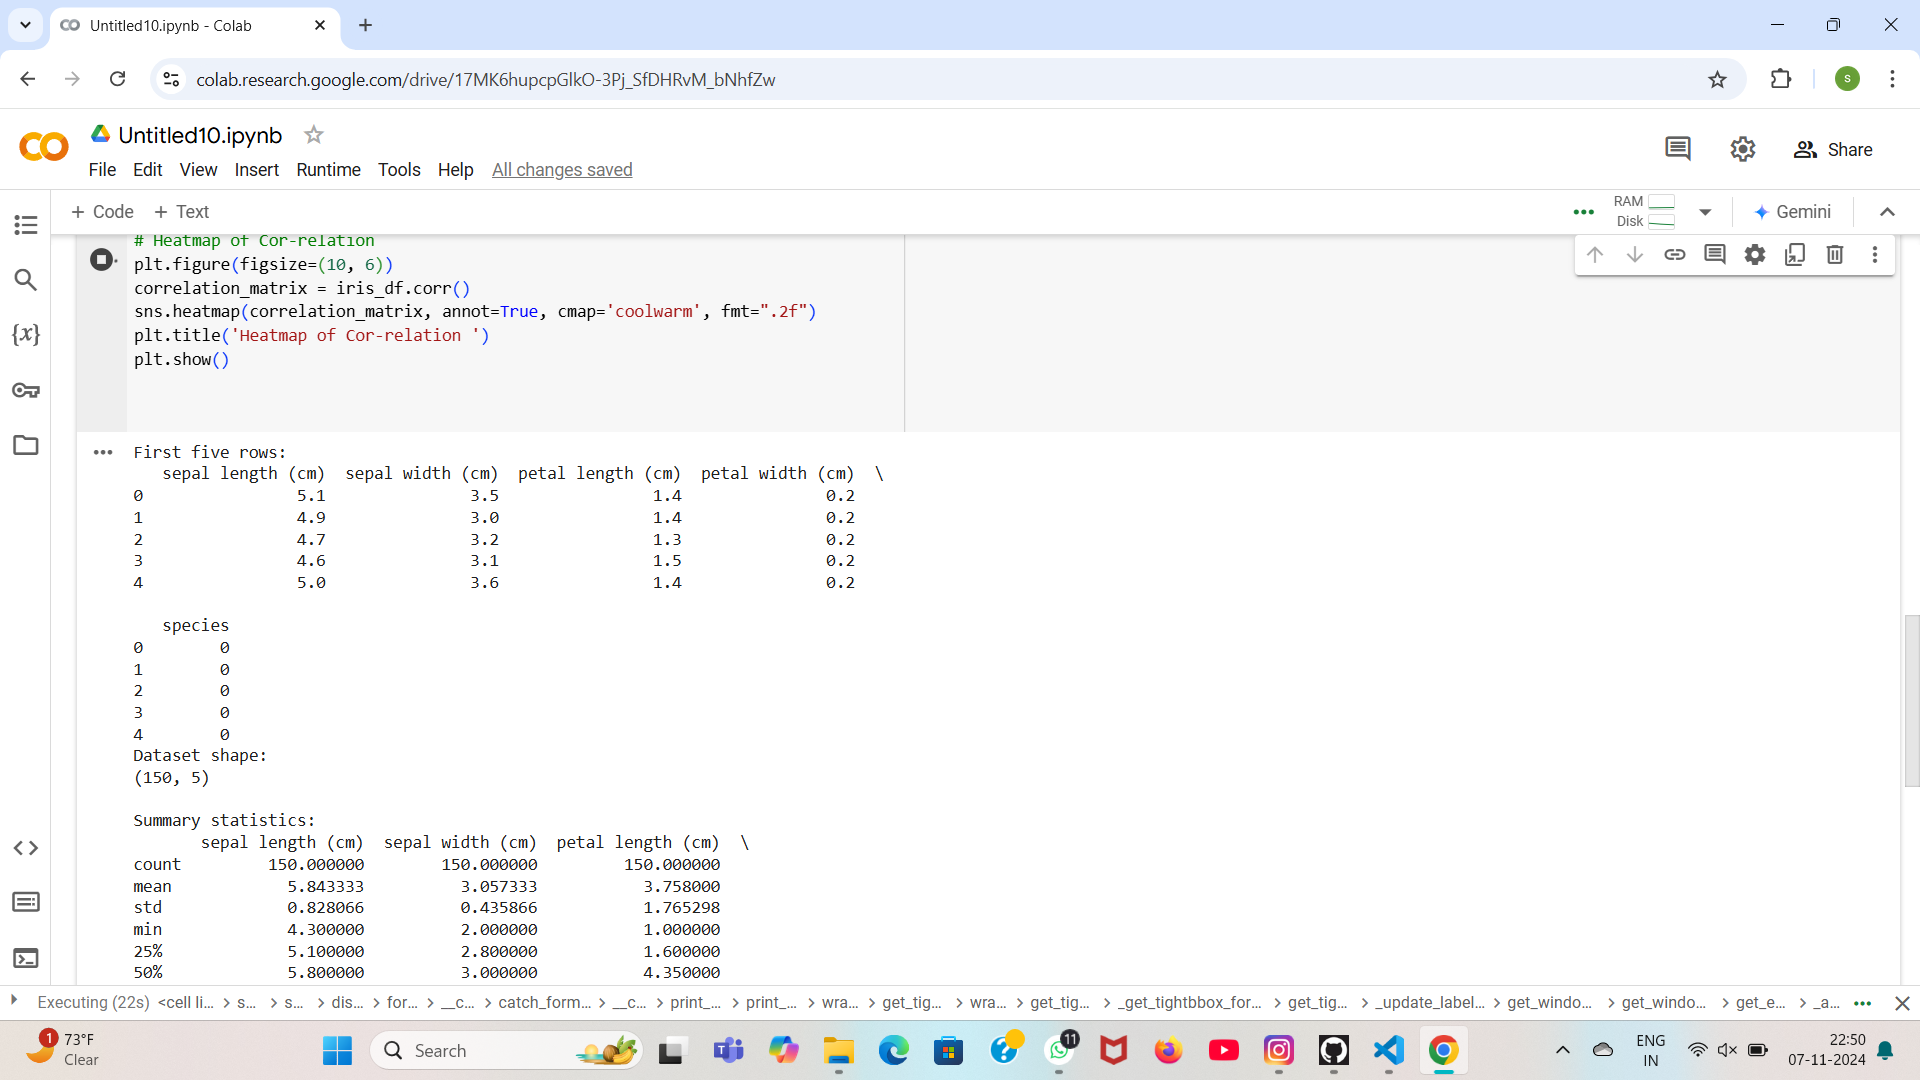 Untitled10.ipynb - Colab
colab.research.google.com/drive/17MK6hupcpGlkO-3Pj_SfDHRvM_bNhfZw
S
Untitled10.ipynb
Share
File Edit View Insert Runtime Tools Help All changes saved
+ Code + Text
RAM
Disk
Gemini
# Heatmap of Cor-relation
plt.figure(figsize=(10, 6))
correlation_matrix = iris_df.corr()
sns.heatmap(correlation_matrix, annot=True, cmap='coolwarm', fmt=".2f")
plt.title('Heatmap of Cor-relation ')
plt.show()
{x}
First five rows:
sepal length (cm) sepal width (cm) petal length (cm) petal width (cm) \
0 5.1 3.5 1.4 0.2
1 4.9 3.0 1.4 0.2
2 4.7 3.2 1.3 0.2
3 4.6 3.1 1.5 0.2
4 5.0 3.6 1.4 0.2
species
0 0
1 0
2 0
3 0
4 0
Dataset shape:
(150, 5)
Summary statistics:
sepal length (cm) sepal width (cm) petal length (cm) \
count 150.000000 150.000000 150.000000
mean 5.843333 3.057333 3.758000
std 0.828066 0.435866 1.765298
min 4.300000 2.000000 1.000000
25% 5.100000 2.800000 1.600000
50% 5.800000 3.000000 4.350000
Executing (22s) <cell li... > s... > s... > dis... > for... > __c... > catch_form... > __c... > print_... > print_... > wra... > get_tig... > wra... > get_tig... > _get_tightbbox_for... > get_tig... > _update_label... > get_windo... > get_windo... > get_e... > _a...
1
73°F
Clear
Search
11
ENG
IN
22:50
07-11-2024